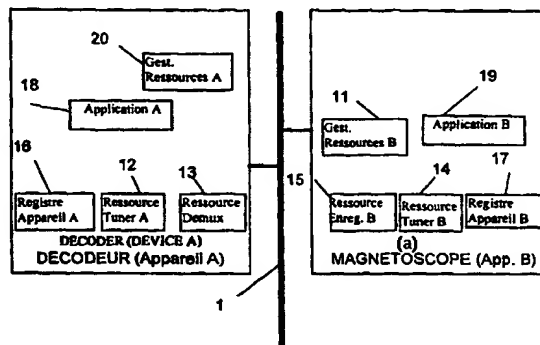 20
Gest.
Ressources A
18
Application A
16
12
13
Registre
Appareil A
Ressource
Tuner A
Ressource
Demux
DECODER (DEVICE A)
DECODEUR (Appareil A)
1
19
11
Gest.
Ressources B
Application B
15
14
17
Ressource
Enreg. B
Ressource
Tuner B
Registre
Appareil B
(a)
MAGNETOSCOPE (App. B)